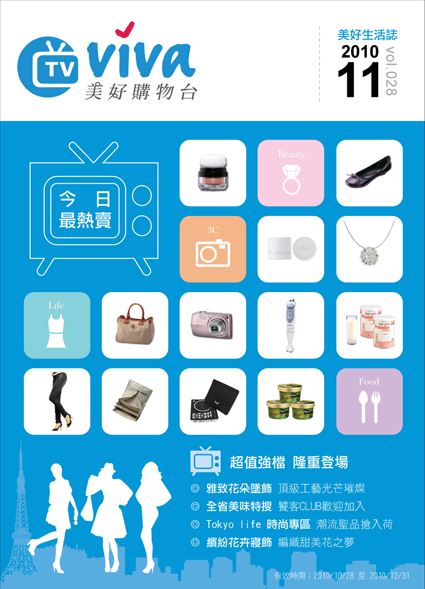 TV viva
美好購物台
美好生活誌
2010
11
vol.028
今日
最熱賣
Beauty
3C
Life
Food
超值強檔 隆重登場
◎ 雅致花朵墜飾 頂級工藝光芒璀燦
◎ 全省美味特搜 饕客CLUB歡迎加入
◎ Tokyo life 時尚專區 潮流聖品搶入荷
◎ 繽紛花卉寢飾 編織甜美花之夢
有效時間：2010/10/28 至 2010/12/31